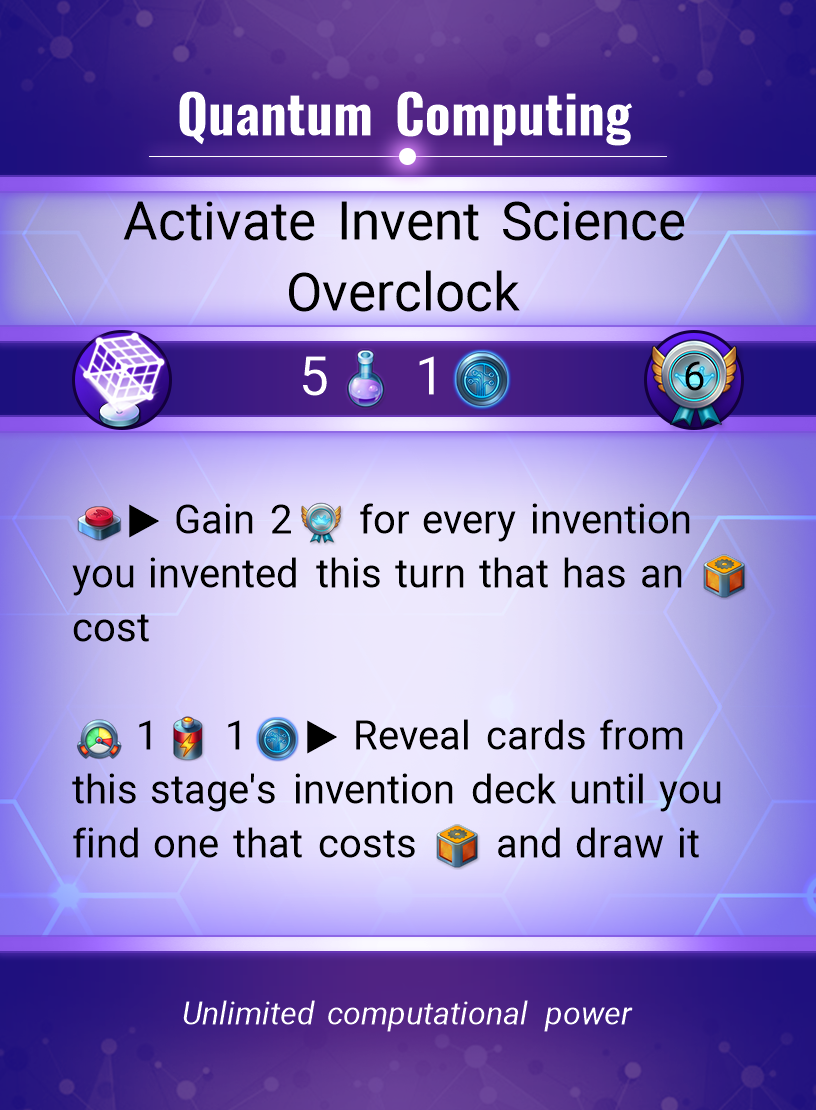 Quantum Computing
Activate Invent Science
Overclock
5 1 6
▶ Gain 2 for every invention
you invented this turn that has an
cost
1 1 ▶ Reveal cards from
this stage's invention deck until you
find one that costs and draw it
Unlimited computational power